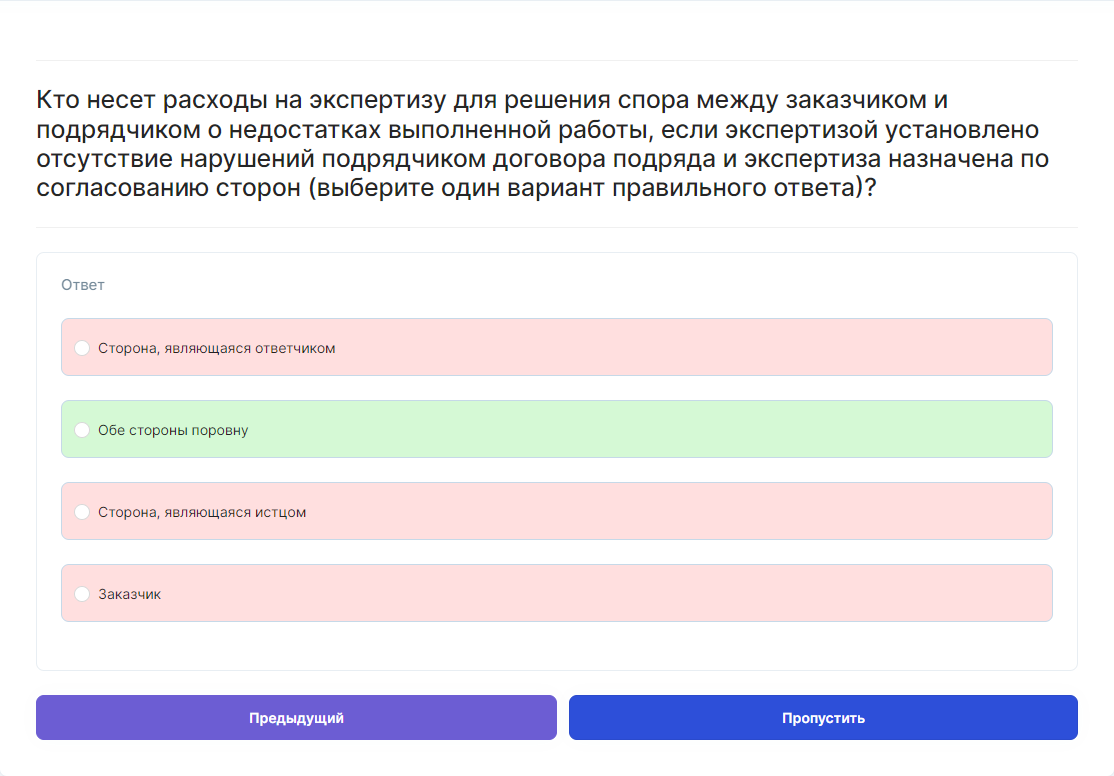 Кто несет расходы на экспертизу для решения спора между заказчиком и
подрядчиком о недостатках выполненной работы, если экспертизой установлено
отсутствие нарушений подрядчиком договора подряда и экспертиза назначена по
согласованию сторон (выберите один вариант правильного ответа)?
Ответ
Сторона, являющаяся ответчиком
Обе стороны поровну
Сторона, являющаяся истцом
Заказчик
Предыдущий
Пропустить